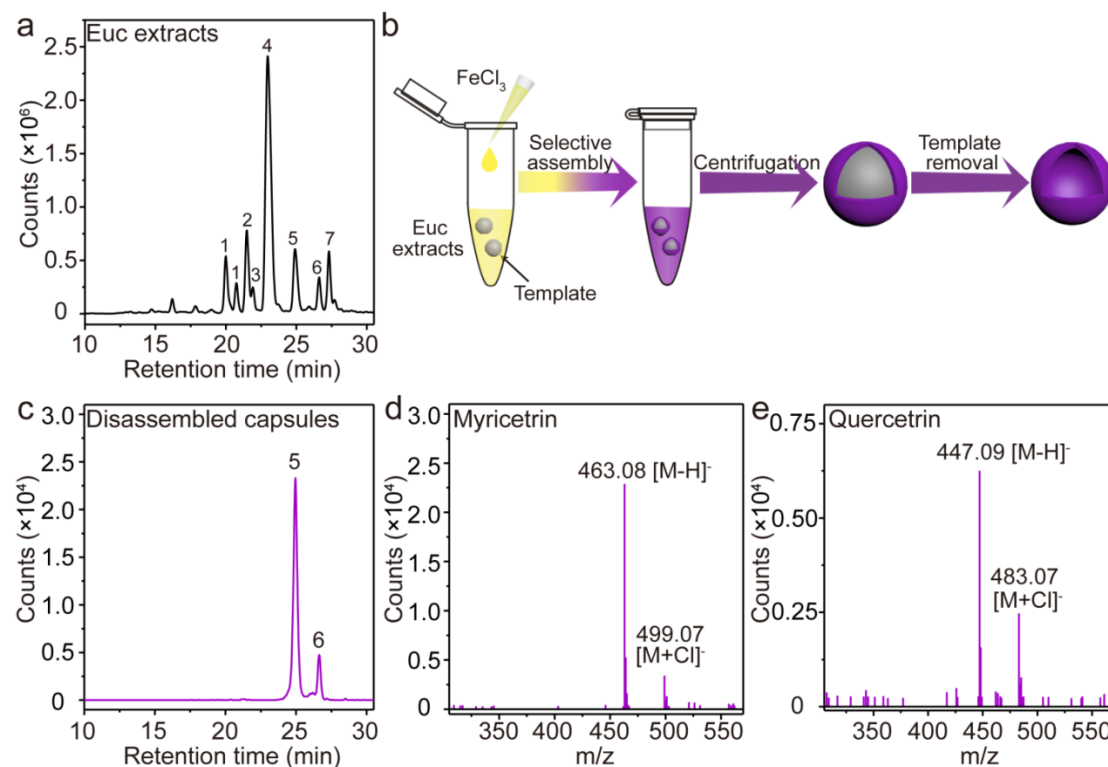 a
Euc extracts
Counts (×10⁶)
2.5
2.0
1.5
1.0
0.5
0
1
1
2
3
4
5
6
7
10
15
20
25
30
Retention time (min)
b
FeCl₃
Selective
assembly
Centrifugation
Template
removal
Euc
extracts
Template
c
Disassembled capsules
Counts (×10⁴)
3.0
2.5
2.0
1.5
1.0
0.5
0
5
6
10
15
20
25
30
Retention time (min)
d
Myricetrin
Counts (×10⁴)
3.0
2.5
2.0
1.5
1.0
0.5
0
463.08 [M-H]⁻
499.07
[M+Cl]⁻
350
400
450
500
550
m/z
e
Quercetrin
Counts (×10⁴)
0.75
0.50
0.25
0
447.09 [M-H]⁻
483.07
[M+Cl]⁻
350
400
450
500
550
m/z